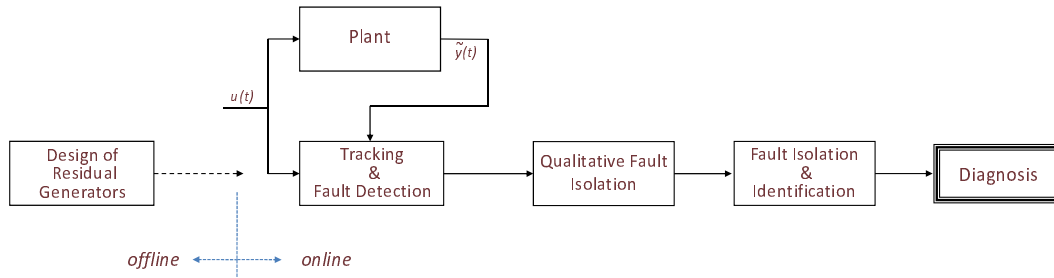 Plant
ỹ(t)
u(t)
Design of
Residual
Generators
Tracking
&
Fault Detection
Qualitative Fault
Isolation
Fault Isolation
&
Identification
Diagnosis
offline
online